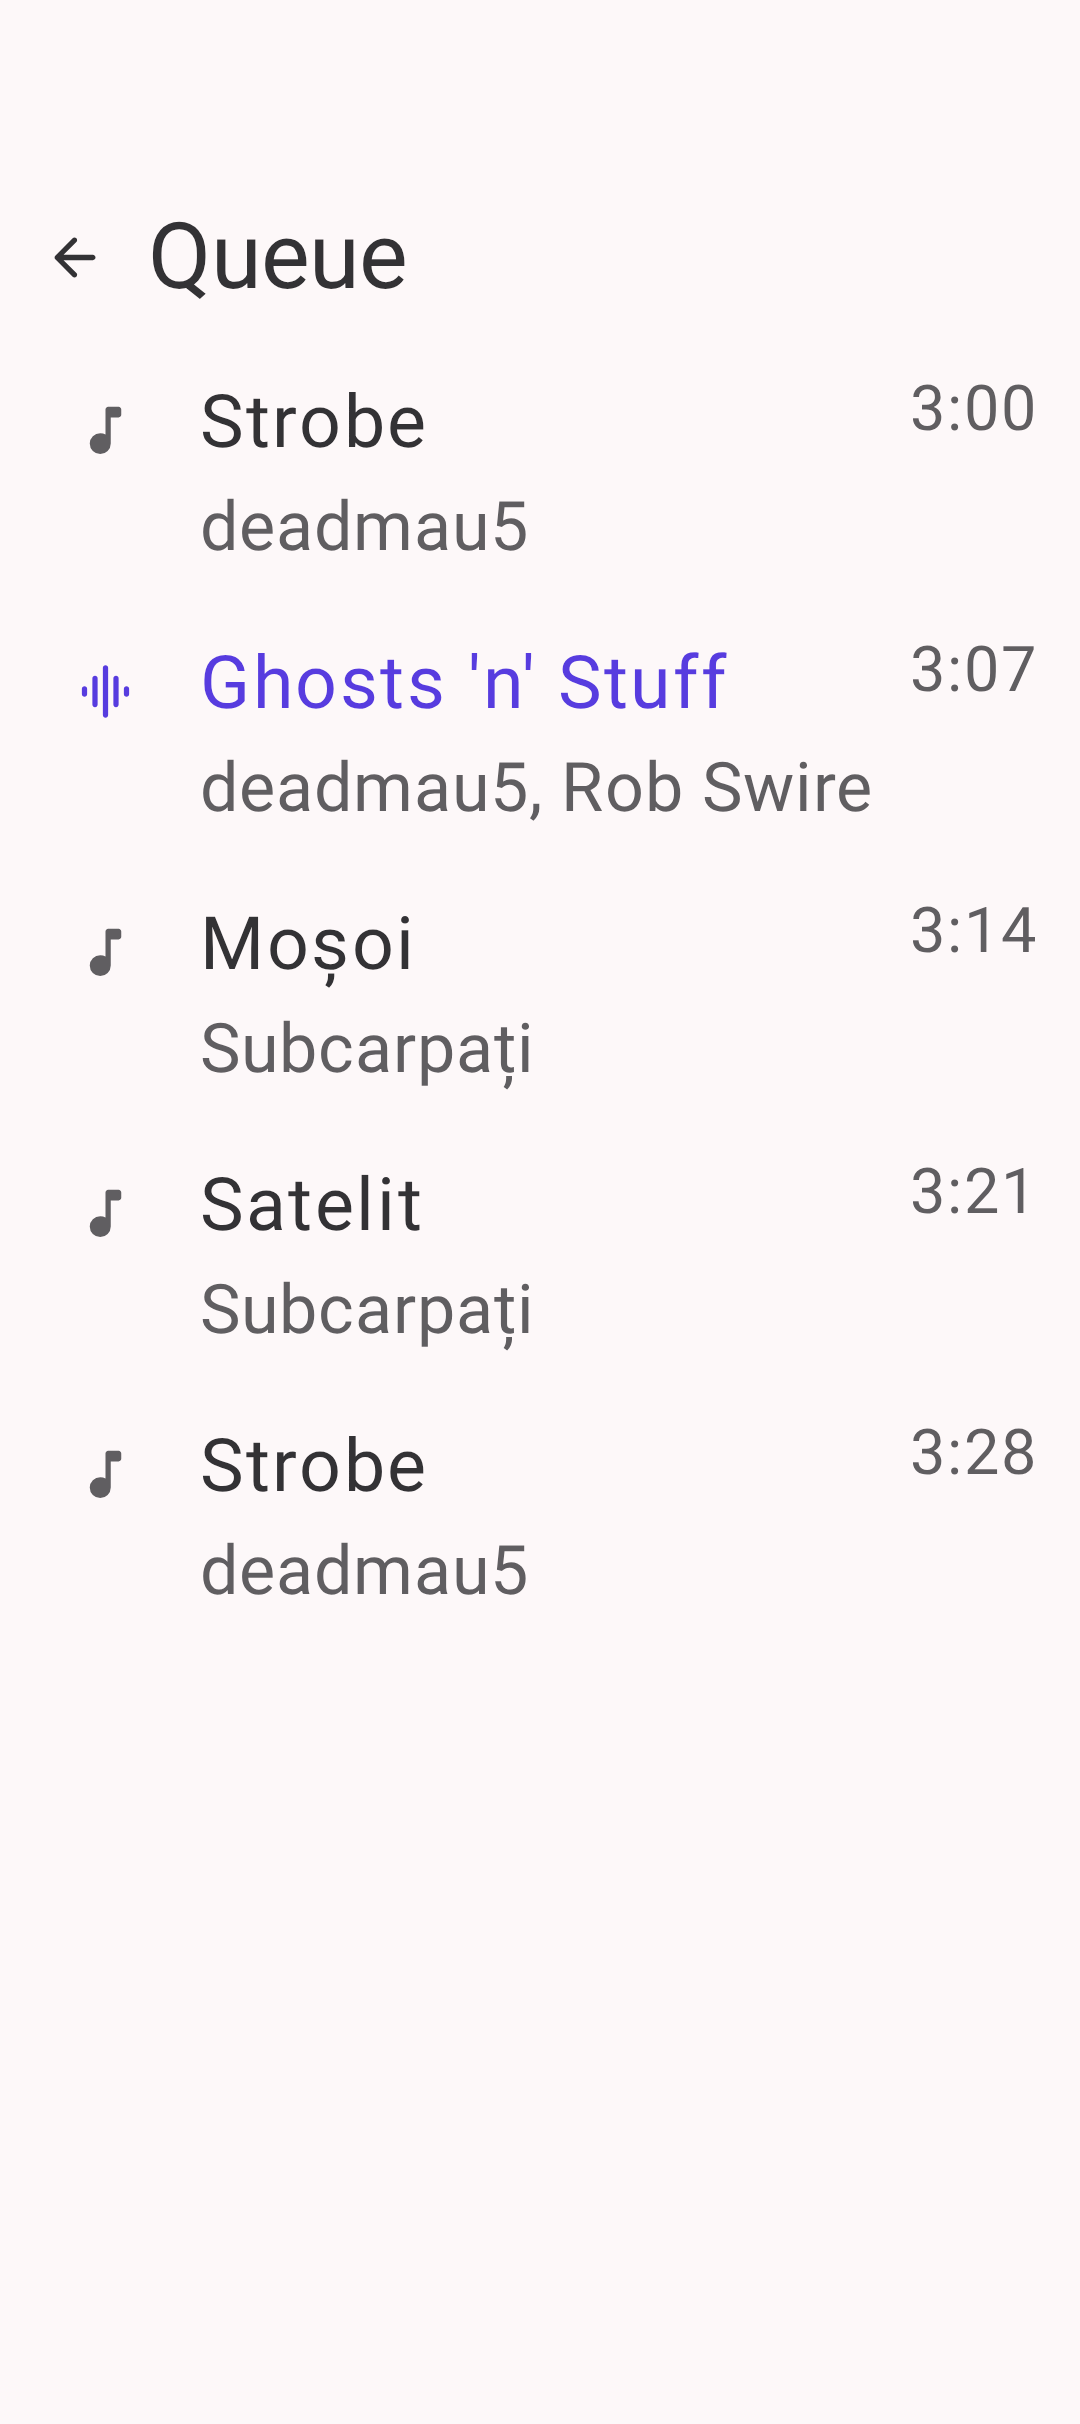 Queue
Strobe 3:00
deadmau5
Ghosts 'n' Stuff 3:07
deadmau5, Rob Swire
Moșoi 3:14
Subcarpați
Satelit 3:21
Subcarpați
Strobe 3:28
deadmau5